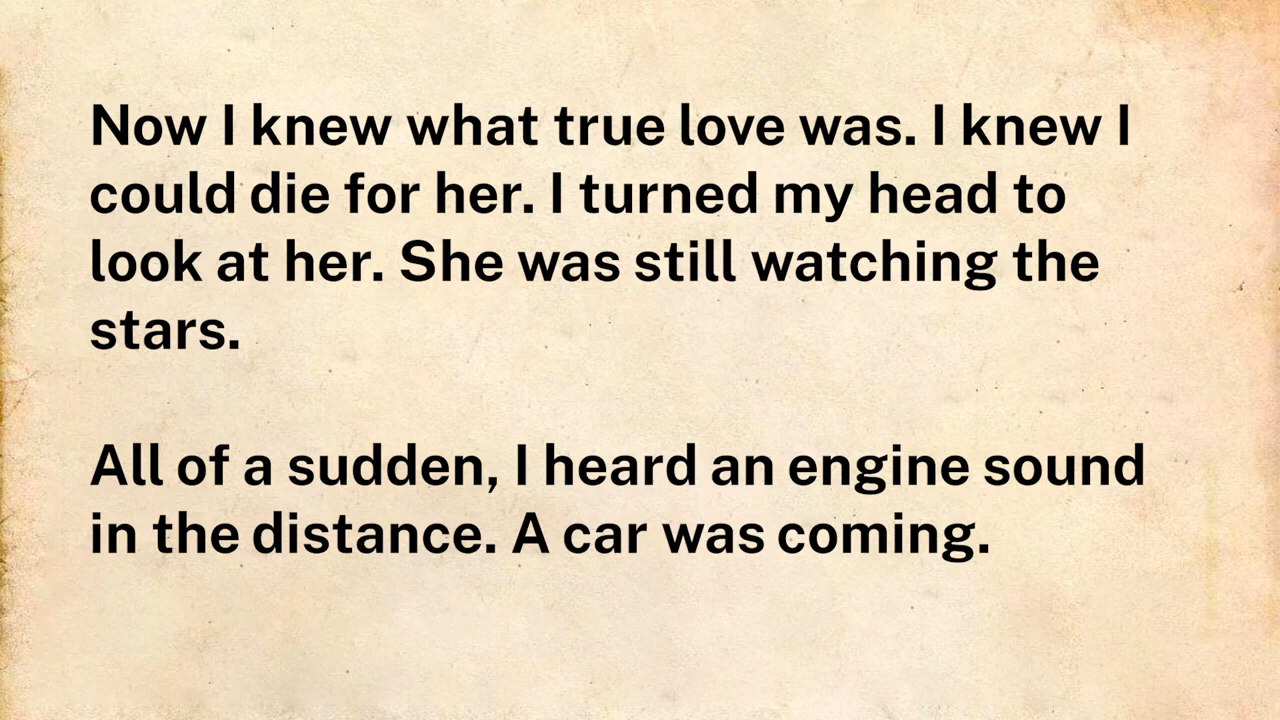 Now I knew what true love was. I knew I
could die for her. I turned my head to
look at her. She was still watching the
stars.
All of a sudden, I heard an engine sound
in the distance. A car was coming.